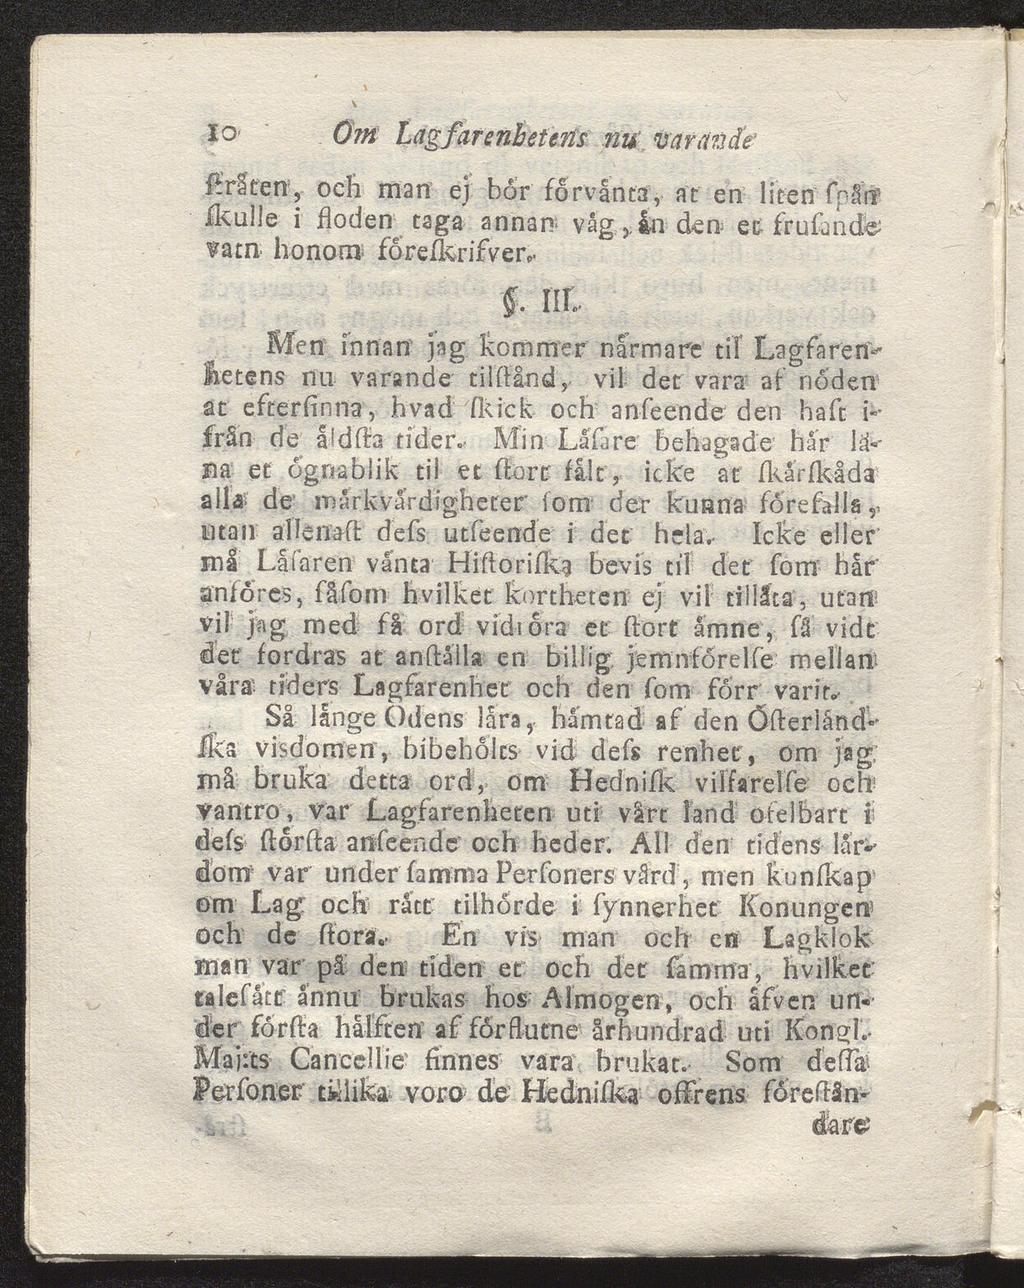 10 Om Lagfarenhetens nu varande
ſtråten, och man ej bör förvänta, at en liten ſpån
ſkulle i floden taga annan väg, än den et fruſande
vatn honom föreſkrifver.
§. III.
Men innan jag kommer närmare til Lagfaren-
hetens nu varande tilſtånd, vil det vara af nöden
at efterſinna, hvad ſkick och anſeende den haft i-
från de äldſta tider. Min Läſare behagade här lä-
na et ögnablik til et ſtort fält, icke at ſkärſkåda
alla de märkvärdigheter ſom der kunna förefalla,
utan allenaſt deſs utſeende i det hela. Icke eller
må Läſaren vänta Hiſtoriſka bevis til det ſom här
anföres, ſåſom hvilket kortheten ej vil tillåta, utan
vil jag med få ord vidröra et ſtort ämne, ſå vidt
det fordras at anſtälla en billig jemnförelſe mellan
våra tiders Lagfarenhet och den ſom förr varit.
Så länge Odens lära, hämtad af den Öſterländ-
ſka visdomen, bibehölts vid deſs renhet, om jag
må bruka detta ord, om Hedniſk vilfarelſe och
vantro, var Lagfarenheten uti vårt land ofelbart i
deſs ſtörſta anſeende och heder. All den tidens lär-
dom var under ſamma Perſoners vård, men kunſkap
om Lag och rätt tilhörde i ſynnerhet Konungen
och de ſtora. En vis man och en Lagklok
man var på den tiden et och det ſamma, hvilket
taleſått ännu brukas hos Almogen, och äfven un-
der förſta hälften af förflutne århundrad uti Kongl.
Maj:ts Cancellie finnes vara brukat. Som deſſa
Perſoner tillika voro de Hedniſka offrens föreſtån-
dare